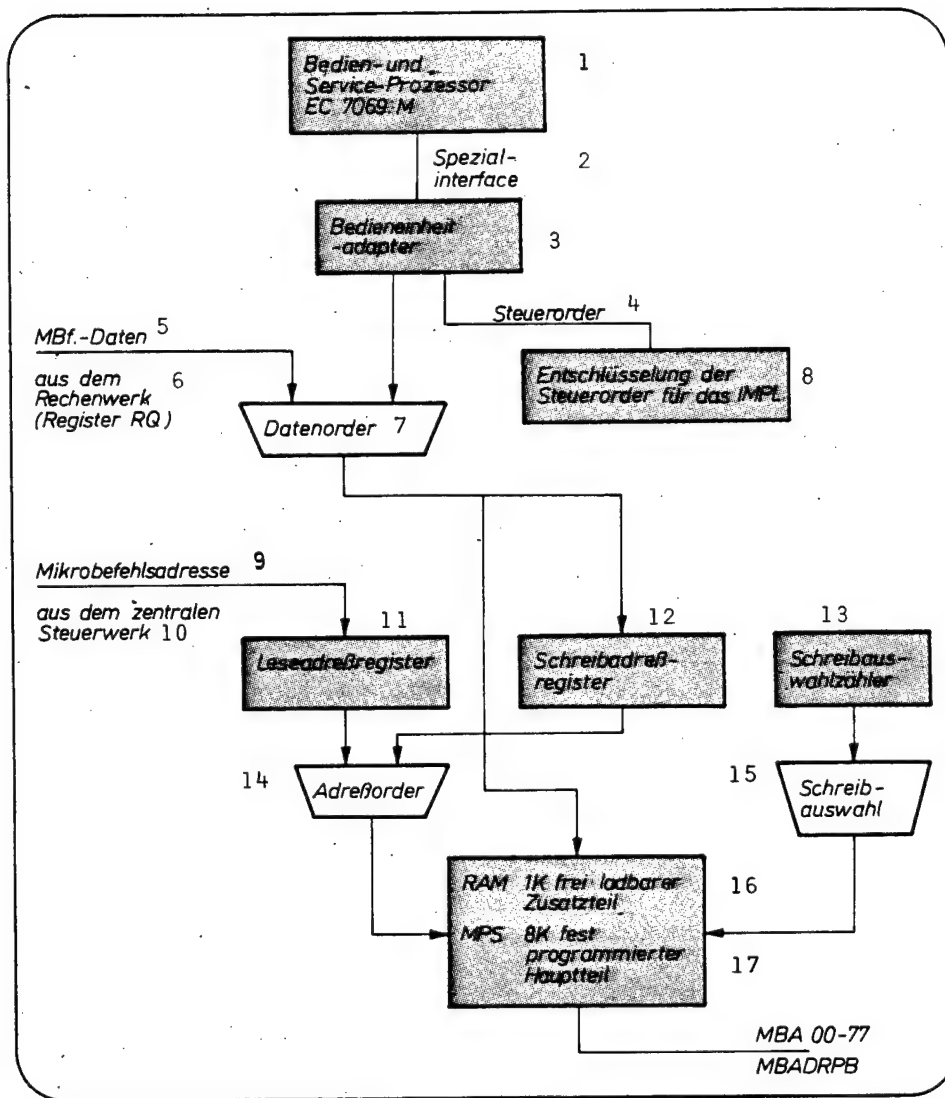 Bedien- und
Service-Prozessor
EC 7069.M
1
Spezial-
interface
2
Bedieneinheit
-adapter
3
Steuerorder 4
MBf.-Daten 5
aus dem
Rechenwerk
(Register RQ)
6
Entschlüsselung der
Steuerorder für das IMPL
8
Datenorder 7
Mikrobefehlsadresse 9
aus dem zentralen
Steuerwerk 10
11
12
13
Leseadreßregister
Schreibadreß-
register
Schreibaus-
wahlzähler
14
Adreßorder
15
Schreib-
auswahl
RAM 1K frei ladbarer
Zusatzteil
16
MPS 8K fest
programmierter
Hauptteil
17
MBA 00-77
MBADRPB